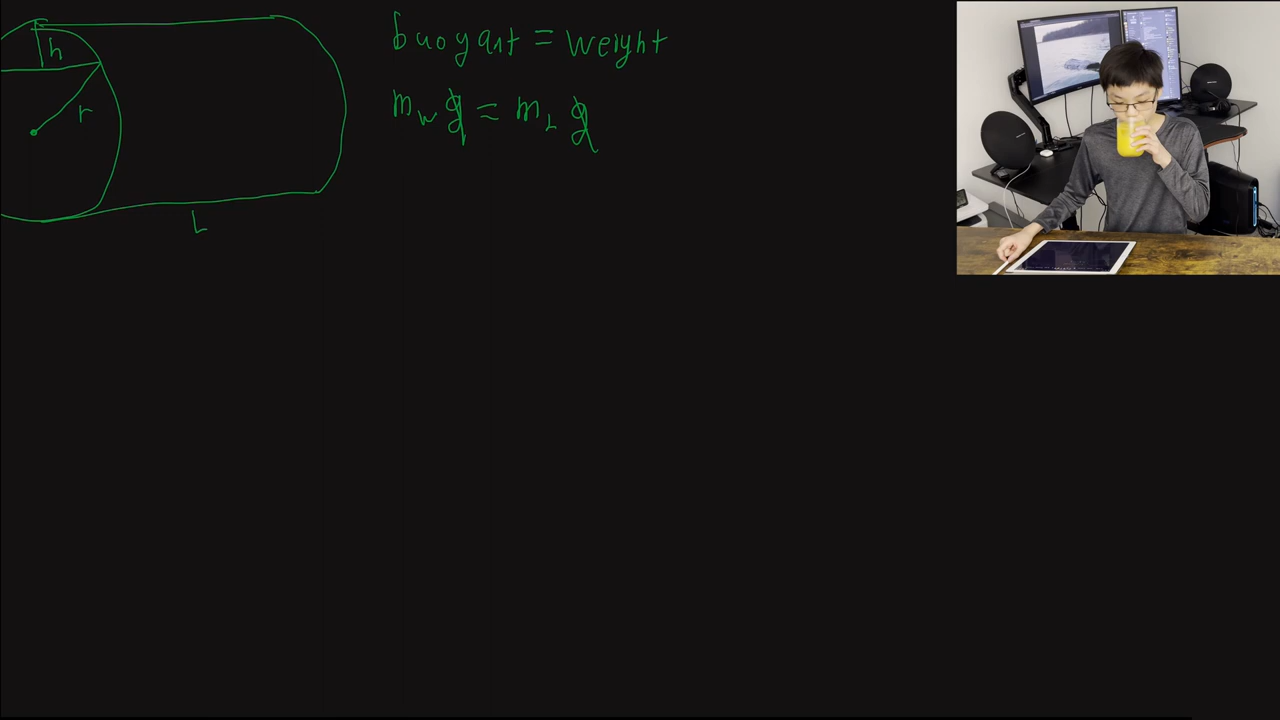 buoyant = weight
h
m_w g = m_L g
r
L